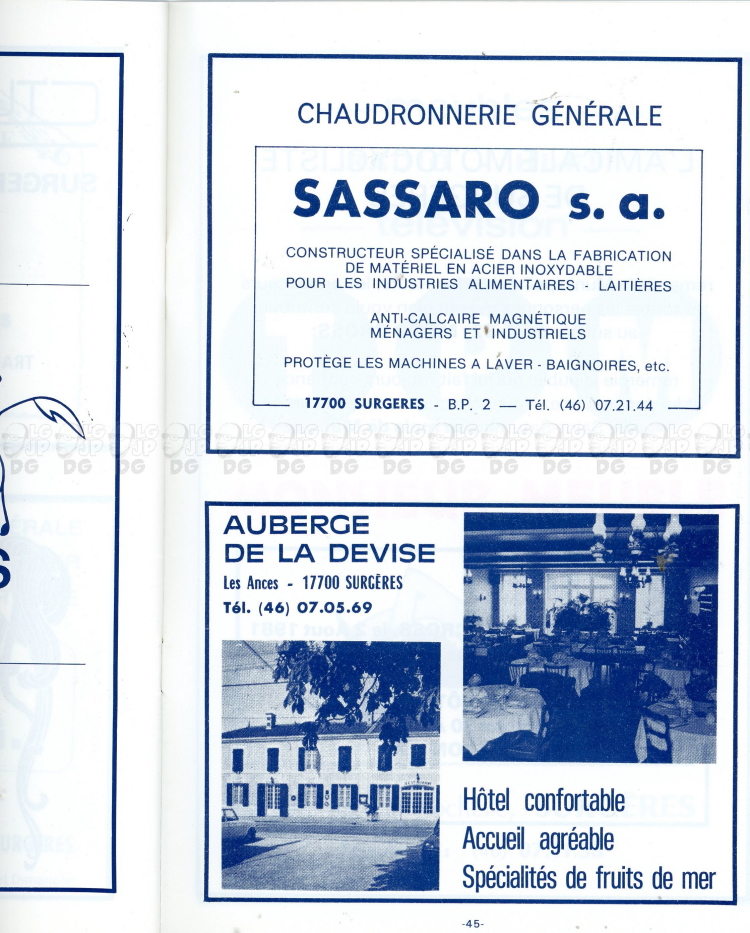 CHAUDRONNERIE GÉNÉRALE
SASSARO s. a.
CONSTRUCTEUR SPÉCIALISÉ DANS LA FABRICATION
DE MATÉRIEL EN ACIER INOXYDABLE
POUR LES INDUSTRIES ALIMENTAIRES - LAITIÈRES
ANTI-CALCAIRE MAGNÉTIQUE
MÉNAGERS ET INDUSTRIELS
PROTÈGE LES MACHINES A LAVER - BAIGNOIRES, etc.
17700 SURGERES - B.P. 2 — Tél. (46) 07.21.44
AUBERGE
DE LA DEVISE
Les Ances - 17700 SURGÈRES
Tél. (46) 07.05.69
Hôtel confortable
Accueil agréable
Spécialités de fruits de mer
-45-